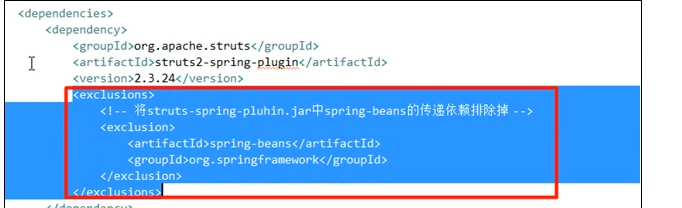 <dependencies>
<dependency>
<groupId>org.apache.struts</groupId>
<artifactId>struts2-spring-plugin</artifactId>
<version>2.3.24</version>
<exclusions>
<!-- 将struts-spring-pluhin.jar中spring-beans的传递依赖排除掉 -->
<exclusion>
<artifactId>spring-beans</artifactId>
<groupId>org.springframework</groupId>
</exclusion>
</exclusions>
</dependency>